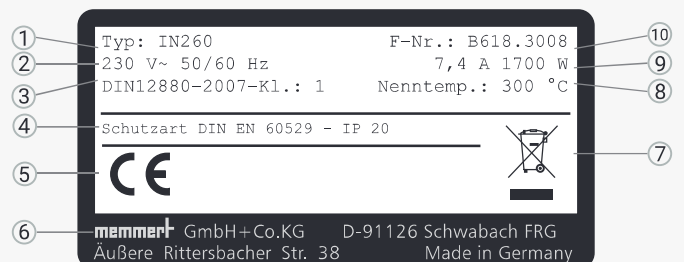 1 Typ: IN260 F-Nr.: B618.3008 10
2 230 V~ 50/60 Hz 7,4 A 1700 W 9
3 DIN12880-2007-Kl.: 1 Nenntemp.: 300 °C 8
4 Schutzart DIN EN 60529 - IP 20
5 CE 7
6 memmert GmbH+Co.KG D-91126 Schwabach FRG
Äußere Rittersbacher Str. 38 Made in Germany